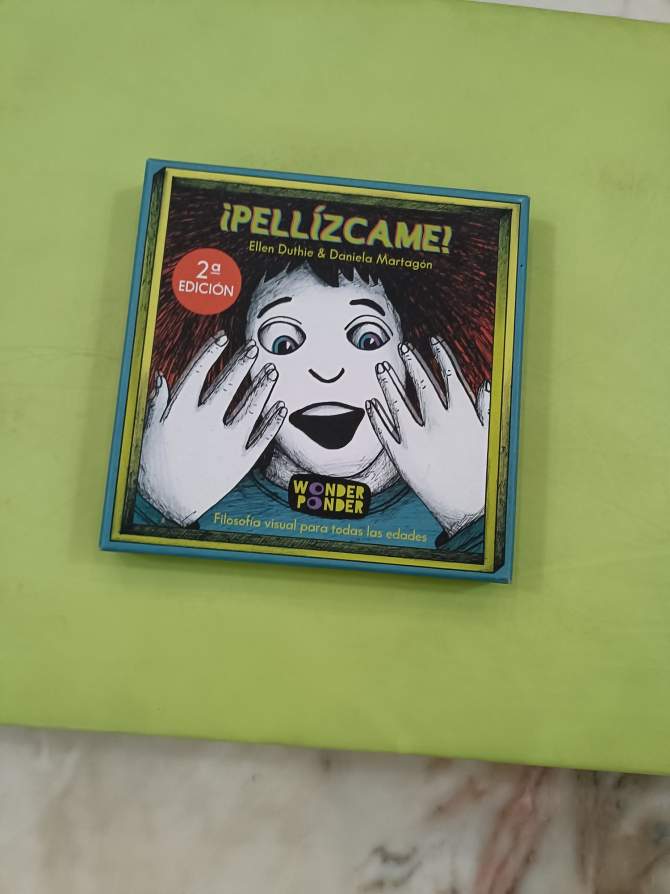 ¡PELLÍZCAME!
Ellen Duthie & Daniela Martagón
2ª
EDICIÓN
WONDER
PONDER
Filosofía visual para todas las edades